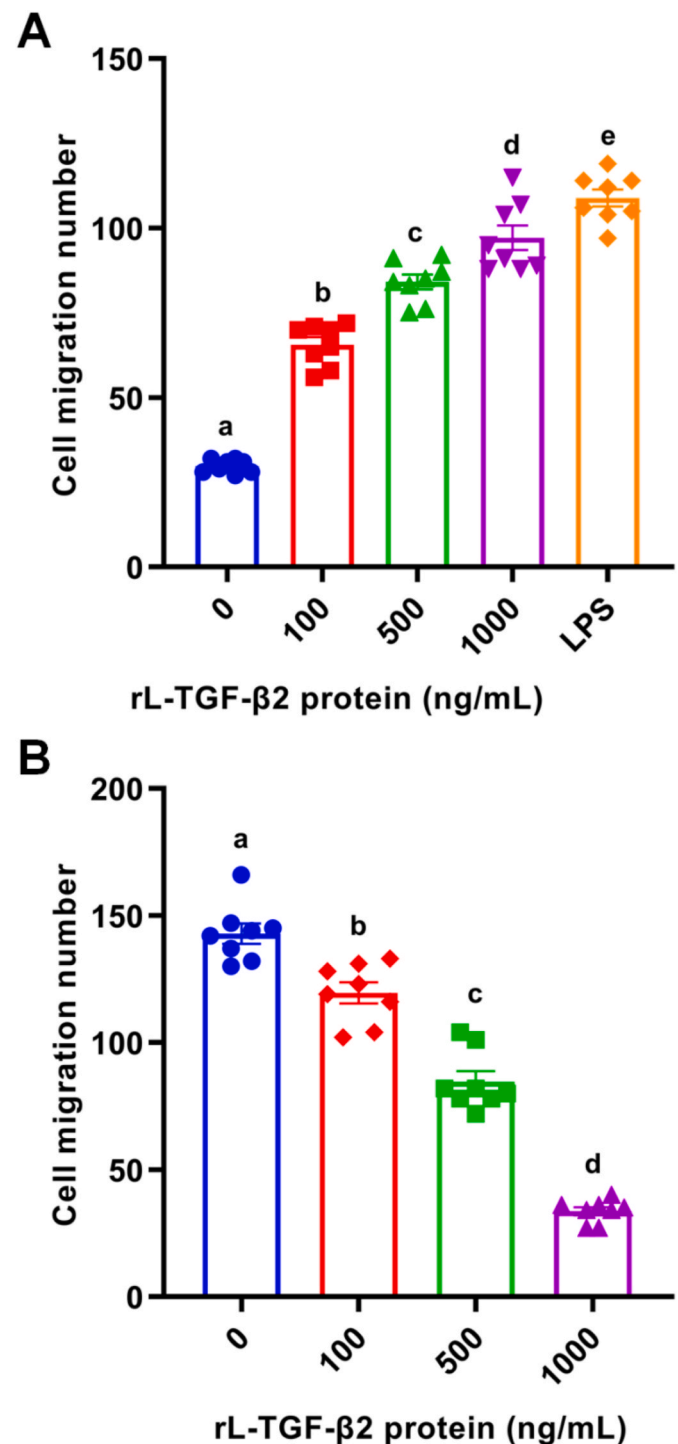 A
150
100
50
0
Cell migration number
a
b
c
d
e
0
100
500
1000
LPS
rL-TGF-β2 protein (ng/mL)
B
200
150
100
50
0
Cell migration number
a
b
c
d
0
100
500
1000
rL-TGF-β2 protein (ng/mL)